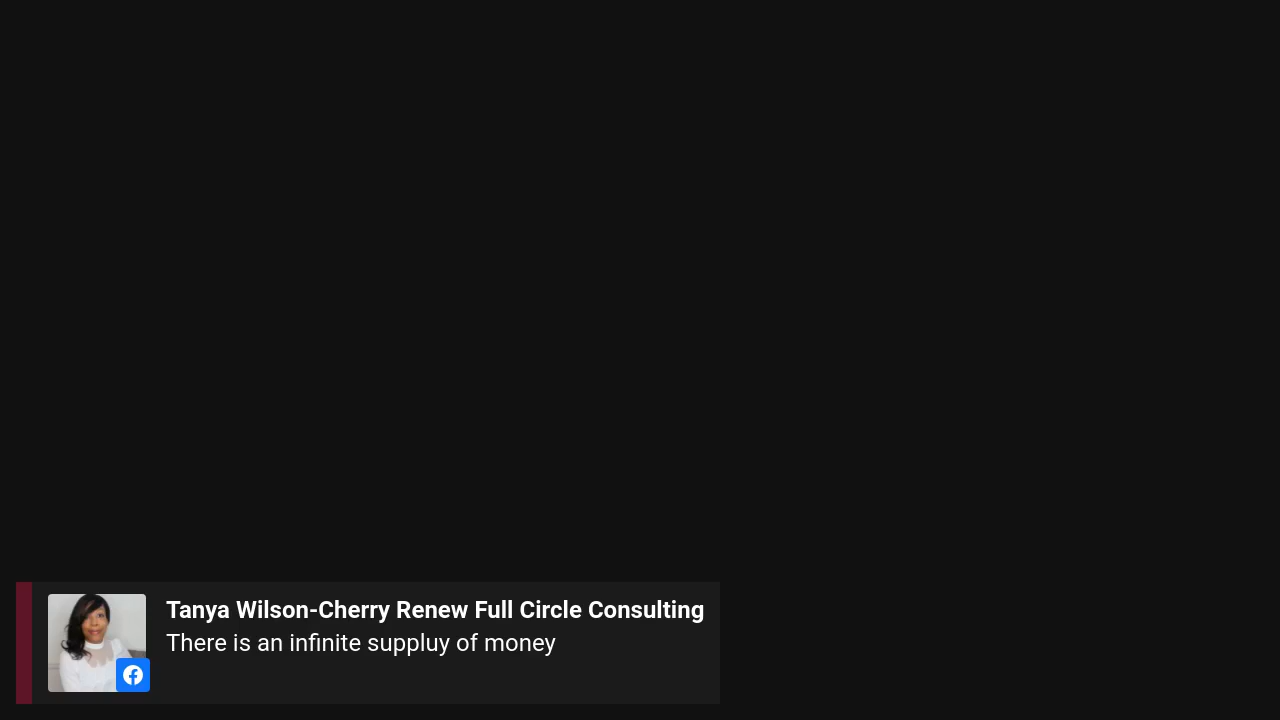 Tanya Wilson-Cherry Renew Full Circle Consulting
There is an infinite suppluy of money